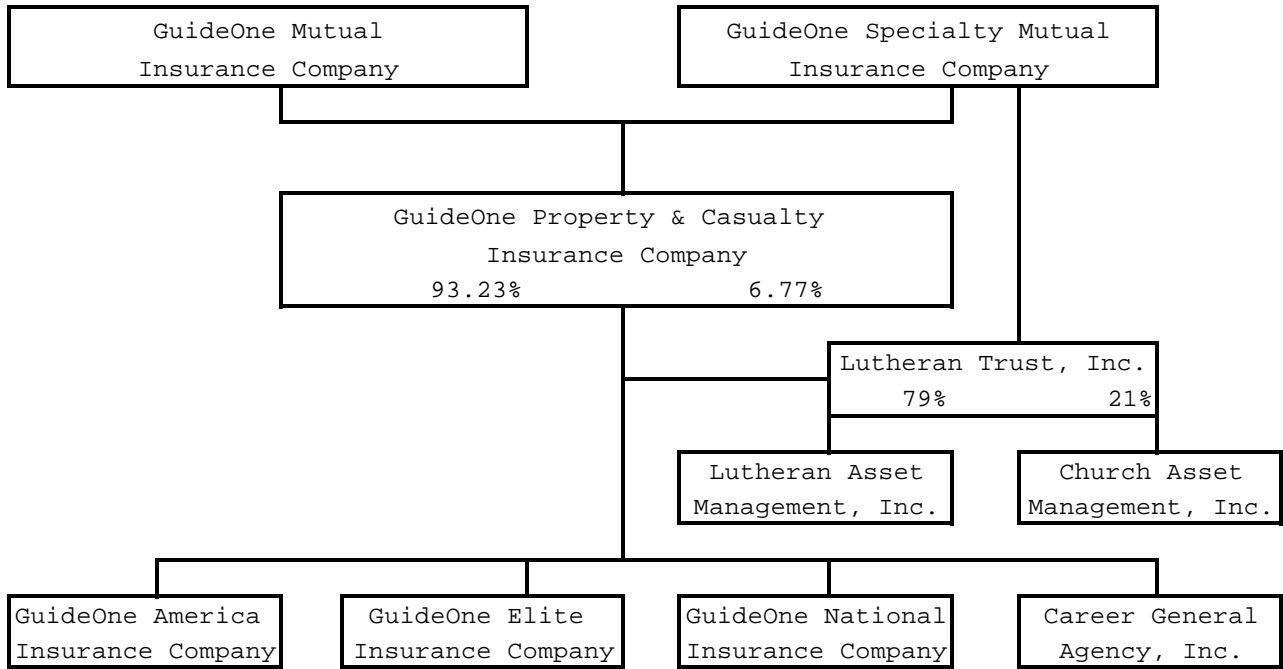 GuideOne Mutual
Insurance Company
GuideOne Specialty Mutual
Insurance Company
GuideOne Property & Casualty
Insurance Company
93.23% 6.77%
Lutheran Trust, Inc.
79% 21%
Lutheran Asset
Management, Inc.
Church Asset
Management, Inc.
GuideOne America
Insurance Company
GuideOne Elite
Insurance Company
GuideOne National
Insurance Company
Career General
Agency, Inc.